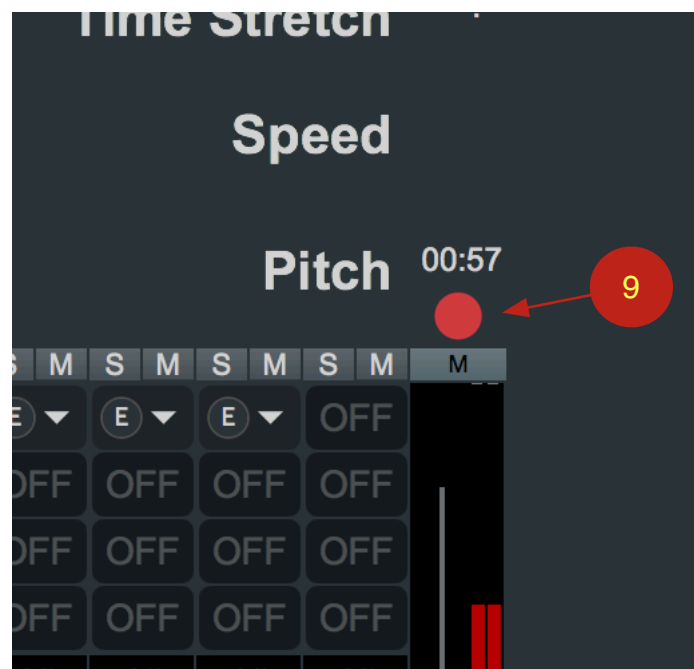 Time Stretch
Speed
Pitch
00:57
9
S M S M S M S M M
E E E OFF
OFF OFF OFF OFF
OFF OFF OFF OFF
OFF OFF OFF OFF